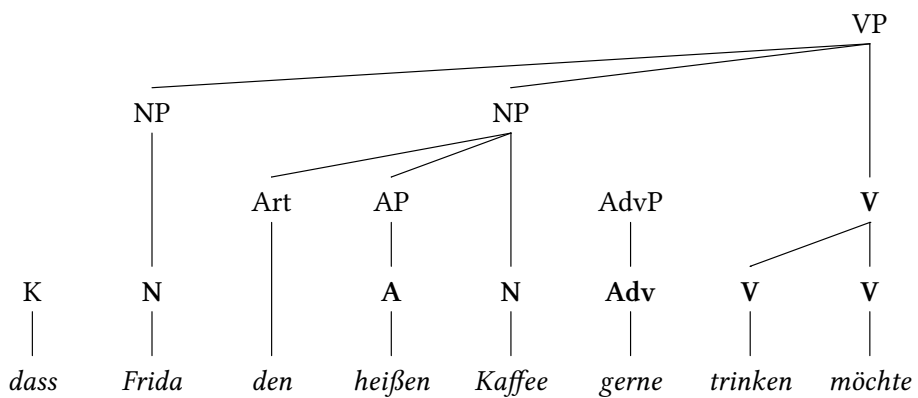 VP
NP NP
Art AP AdvP V
K N A N Adv V V
dass Frida den heißen Kaffee gerne trinken möchte